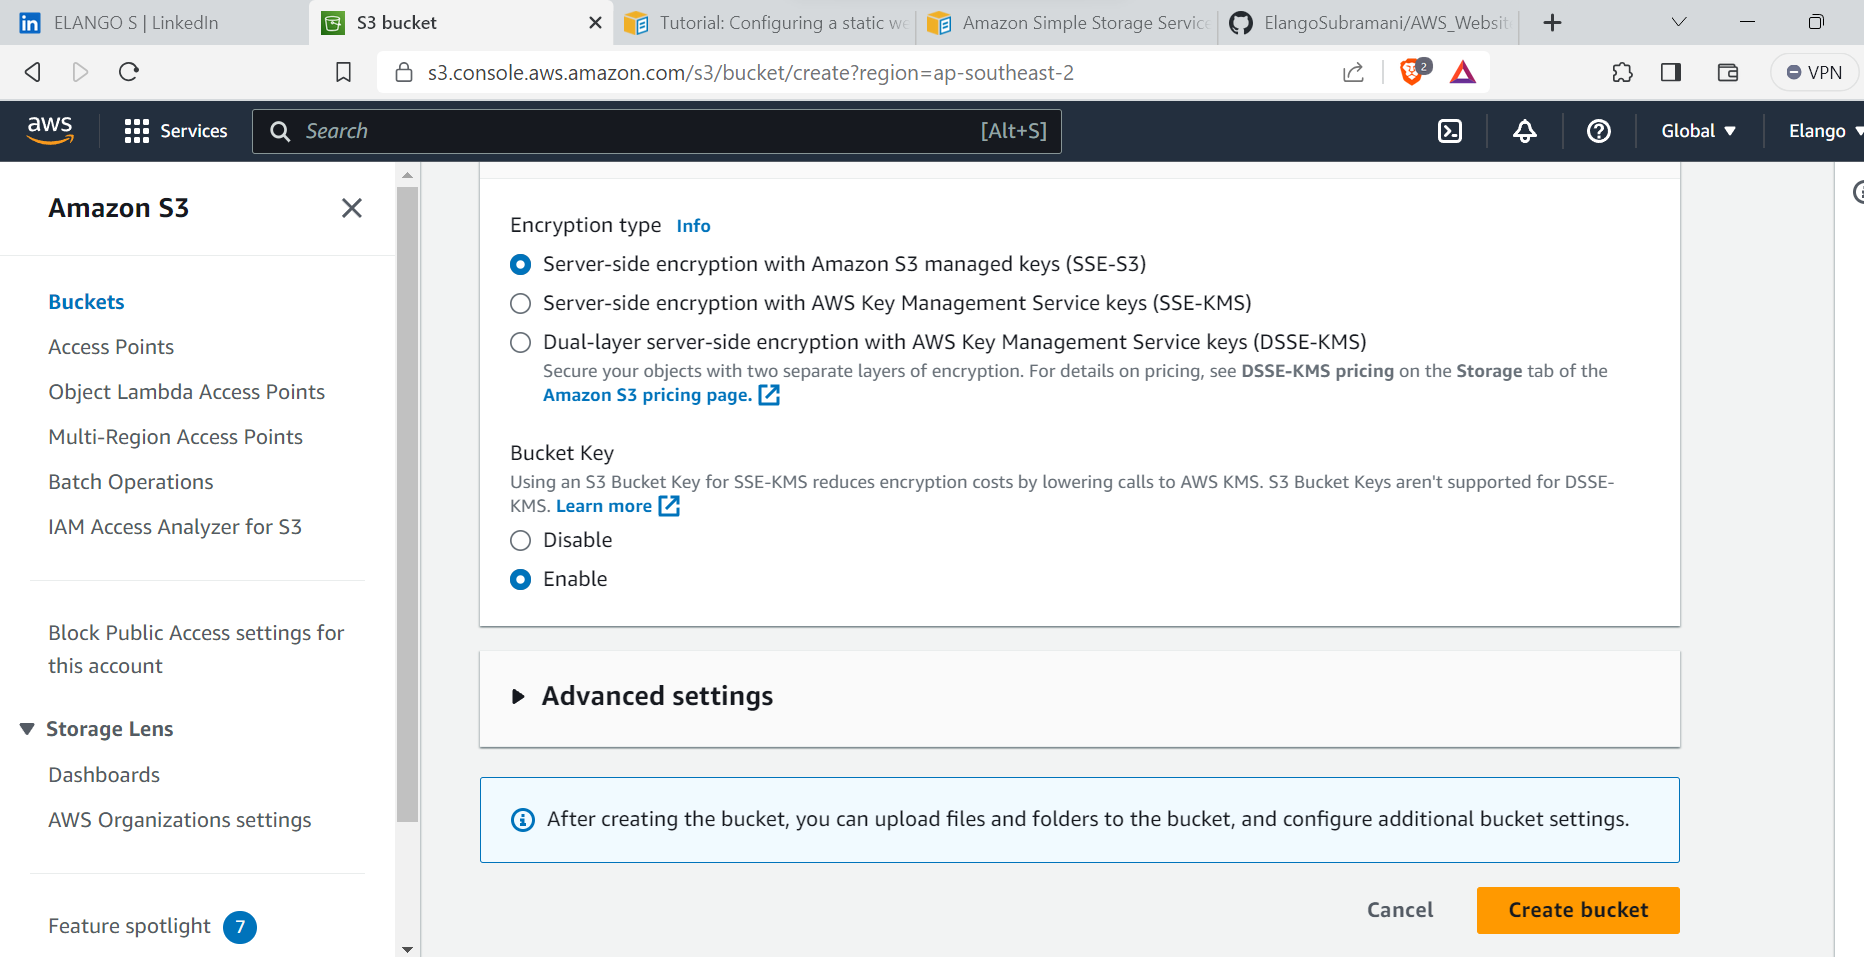 ELANGO S | LinkedIn
S3 bucket
Tutorial: Configuring a static we
Amazon Simple Storage Service
ElangoSubramani/AWS_Websit
s3.console.aws.amazon.com/s3/bucket/create?region=ap-southeast-2
2
VPN
aws
Services
Search
[Alt+S]
Global
Elango
Amazon S3
Buckets
Access Points
Object Lambda Access Points
Multi-Region Access Points
Batch Operations
IAM Access Analyzer for S3
Block Public Access settings for
this account
Storage Lens
Dashboards
AWS Organizations settings
Feature spotlight 7
Encryption type Info
Server-side encryption with Amazon S3 managed keys (SSE-S3)
Server-side encryption with AWS Key Management Service keys (SSE-KMS)
Dual-layer server-side encryption with AWS Key Management Service keys (DSSE-KMS)
Secure your objects with two separate layers of encryption. For details on pricing, see DSSE-KMS pricing on the Storage tab of the
Amazon S3 pricing page.
Bucket Key
Using an S3 Bucket Key for SSE-KMS reduces encryption costs by lowering calls to AWS KMS. S3 Bucket Keys aren't supported for DSSE-
KMS. Learn more
Disable
Enable
Advanced settings
After creating the bucket, you can upload files and folders to the bucket, and configure additional bucket settings.
Cancel
Create bucket